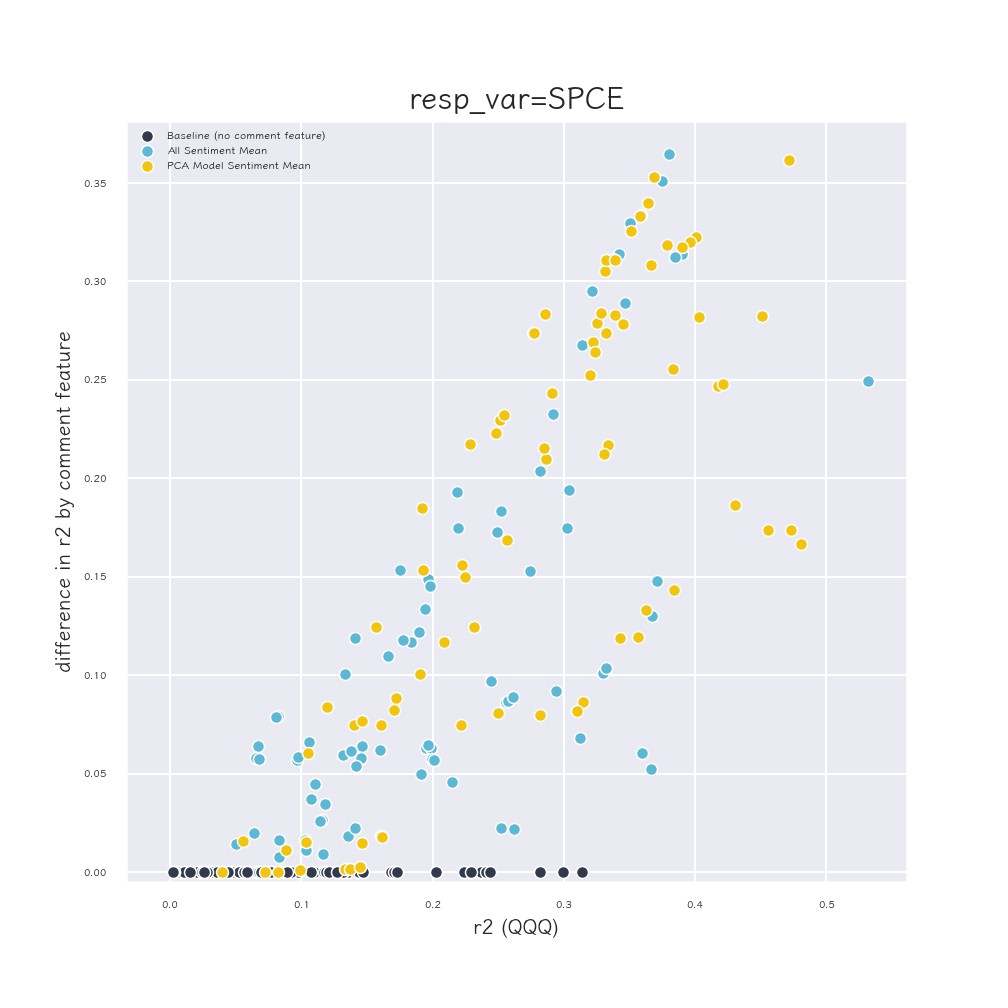 resp_var=SPCE
Baseline (no comment feature)
All Sentiment Mean
PCA Model Sentiment Mean
difference in r2 by comment feature
0.35
0.30
0.25
0.20
0.15
0.10
0.05
0.00
0.0 0.1 0.2 0.3 0.4 0.5
r2 (QQQ)